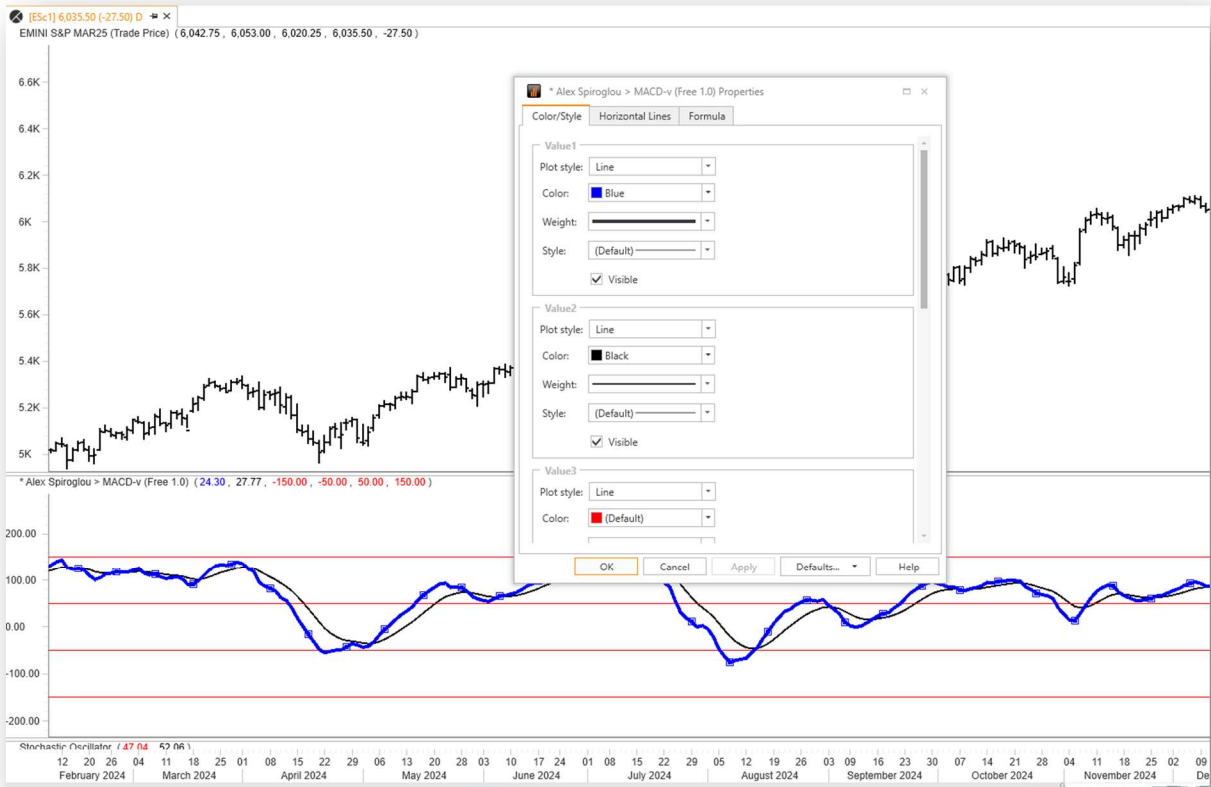 [ESc1] 6,035.50 (-27.50) D
EMINI S&P MAR25 (Trade Price) ( 6,042.75 , 6,053.00 , 6,020.25 , 6,035.50 , -27.50 )
6.6K
6.4K
6.2K
6K
5.8K
5.6K
5.4K
5.2K
5K
* Alex Spiroglou > MACD-v (Free 1.0) Properties
Color/Style Horizontal Lines Formula
Value1
Plot style: Line
Color: Blue
Weight:
Style: (Default)
Visible
Value2
Plot style: Line
Color: Black
Weight:
Style: (Default)
Visible
Value3
Plot style: Line
Color: (Default)
OK Cancel Apply Defaults... Help
* Alex Spiroglou > MACD-v (Free 1.0) ( 24.30 , 27.77 , -150.00 , -50.00 , 50.00 , 150.00 )
200.00
100.00
0.00
-100.00
-200.00
Stochastic Oscillator ( 47.04 , 52.06 )
12 20 26 04 11 18 25 01 08 15 22 29 06 13 20 28 03 10 17 24 01 08 15 22 29 05 12 19 26 03 09 16 23 30 07 14 21 28 04 11 18 25 02 09
February 2024 March 2024 April 2024 May 2024 June 2024 July 2024 August 2024 September 2024 October 2024 November 2024 De